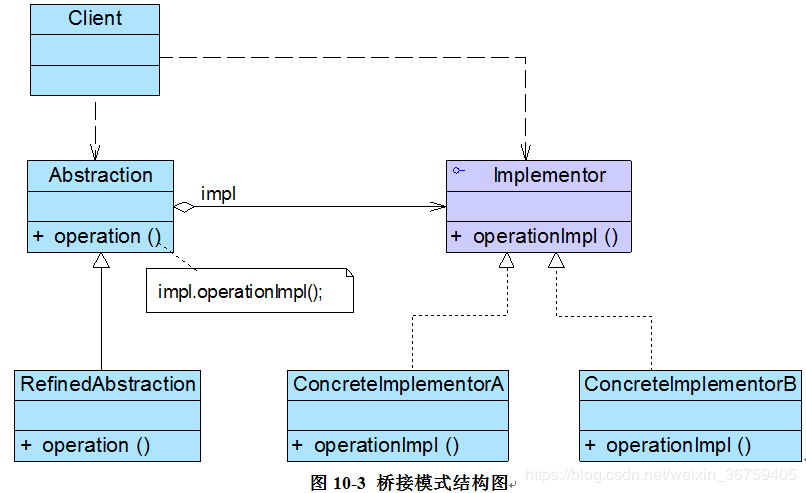 Client
Abstraction
+ operation ()
impl
Implementor
+ operationImpl ()
impl.operationImpl();
RefinedAbstraction
+ operation ()
ConcreteImplementorA
+ operationImpl ()
ConcreteImplementorB
+ operationImpl ()
图 10-3 桥接模式结构图
https://blog.csdn.net/weixin_36759405